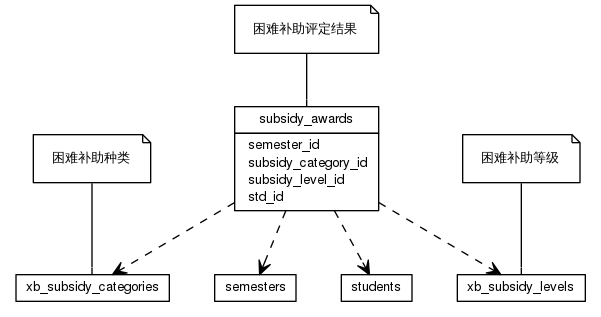 困难补助评定结果
subsidy_awards
semester_id
subsidy_category_id
subsidy_level_id
std_id
困难补助种类
困难补助等级
xb_subsidy_categories
semesters
students
xb_subsidy_levels